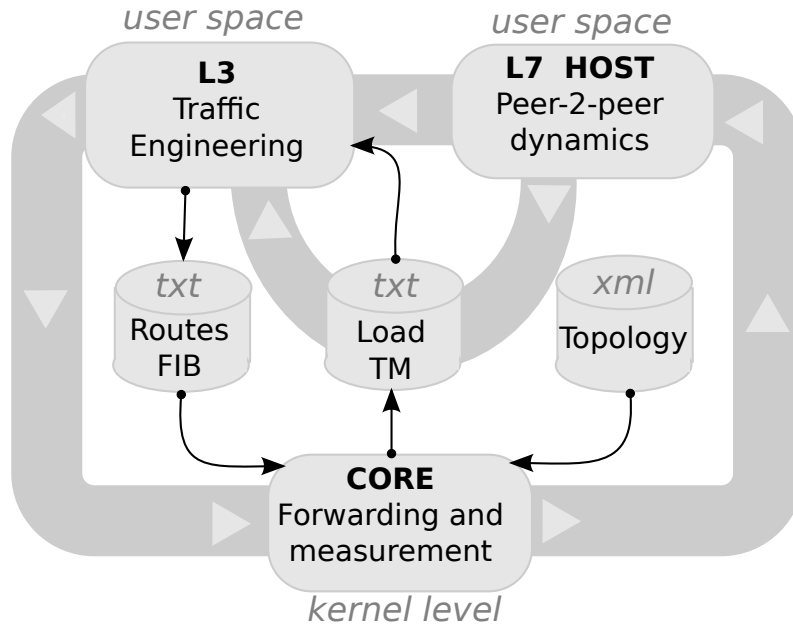 user space
user space
L3
Traffic
Engineering
L7 HOST
Peer-2-peer
dynamics
txt
Routes
FIB
txt
Load
TM
xml
Topology
CORE
Forwarding and
measurement
kernel level